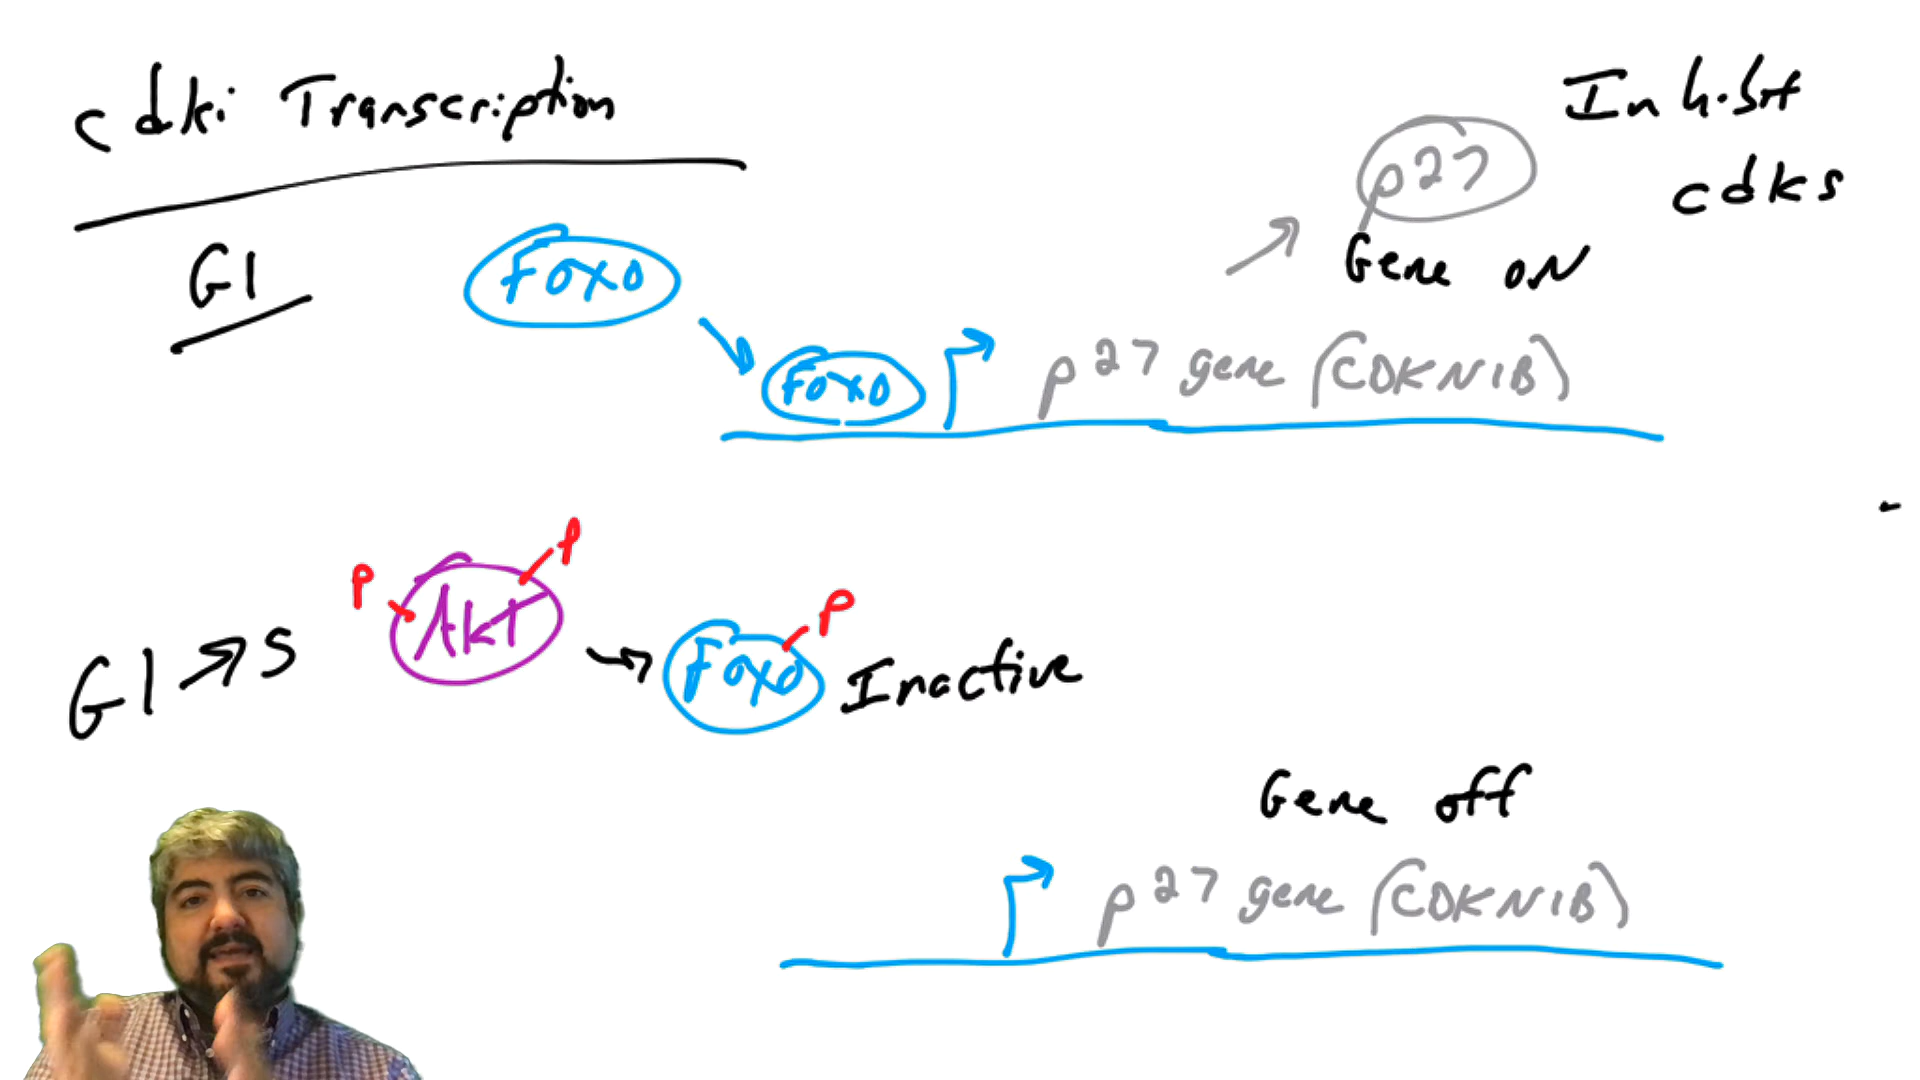 cdki Transcription
Inhibit
cdks
p27
Gene on
G1
Foxo
Foxo
p27 gene (CDKN1B)
P
P
G1 → S
Akt
P
Foxo
Inactive
Gene off
p27 gene (CDKN1B)